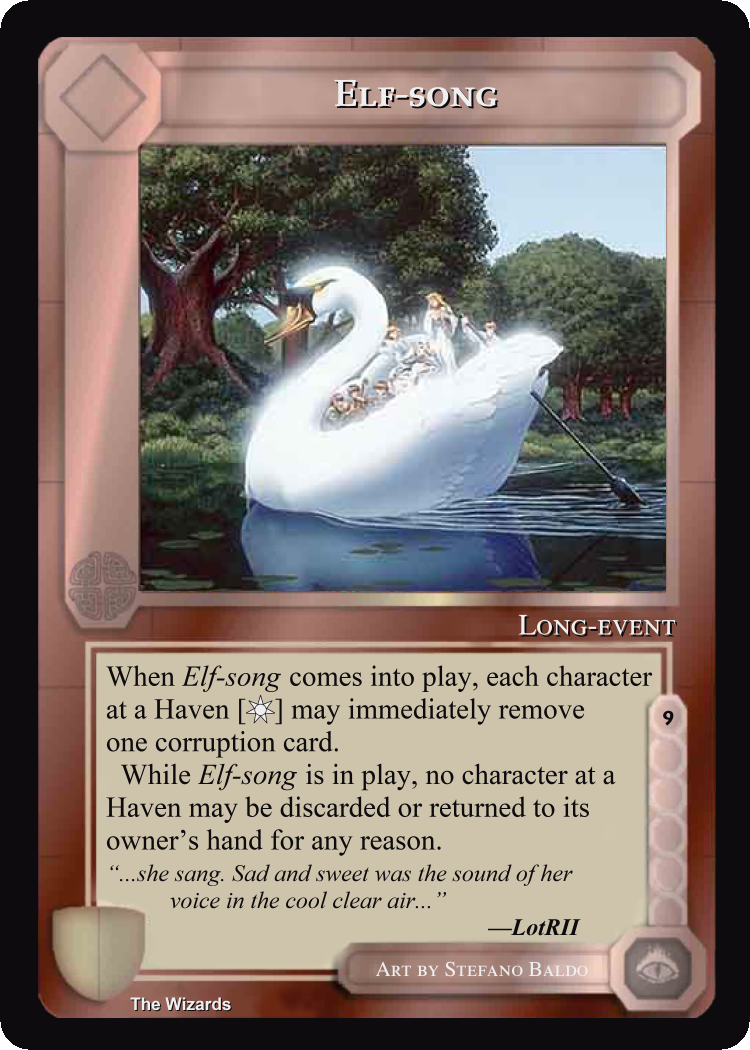 Elf-song
Long-event
When Elf-song comes into play, each character
at a Haven [☼] may immediately remove
one corruption card.
While Elf-song is in play, no character at a
Haven may be discarded or returned to its
owner’s hand for any reason.
“...she sang. Sad and sweet was the sound of her
voice in the cool clear air...”
—LotRII
9
Art by Stefano Baldo
The Wizards